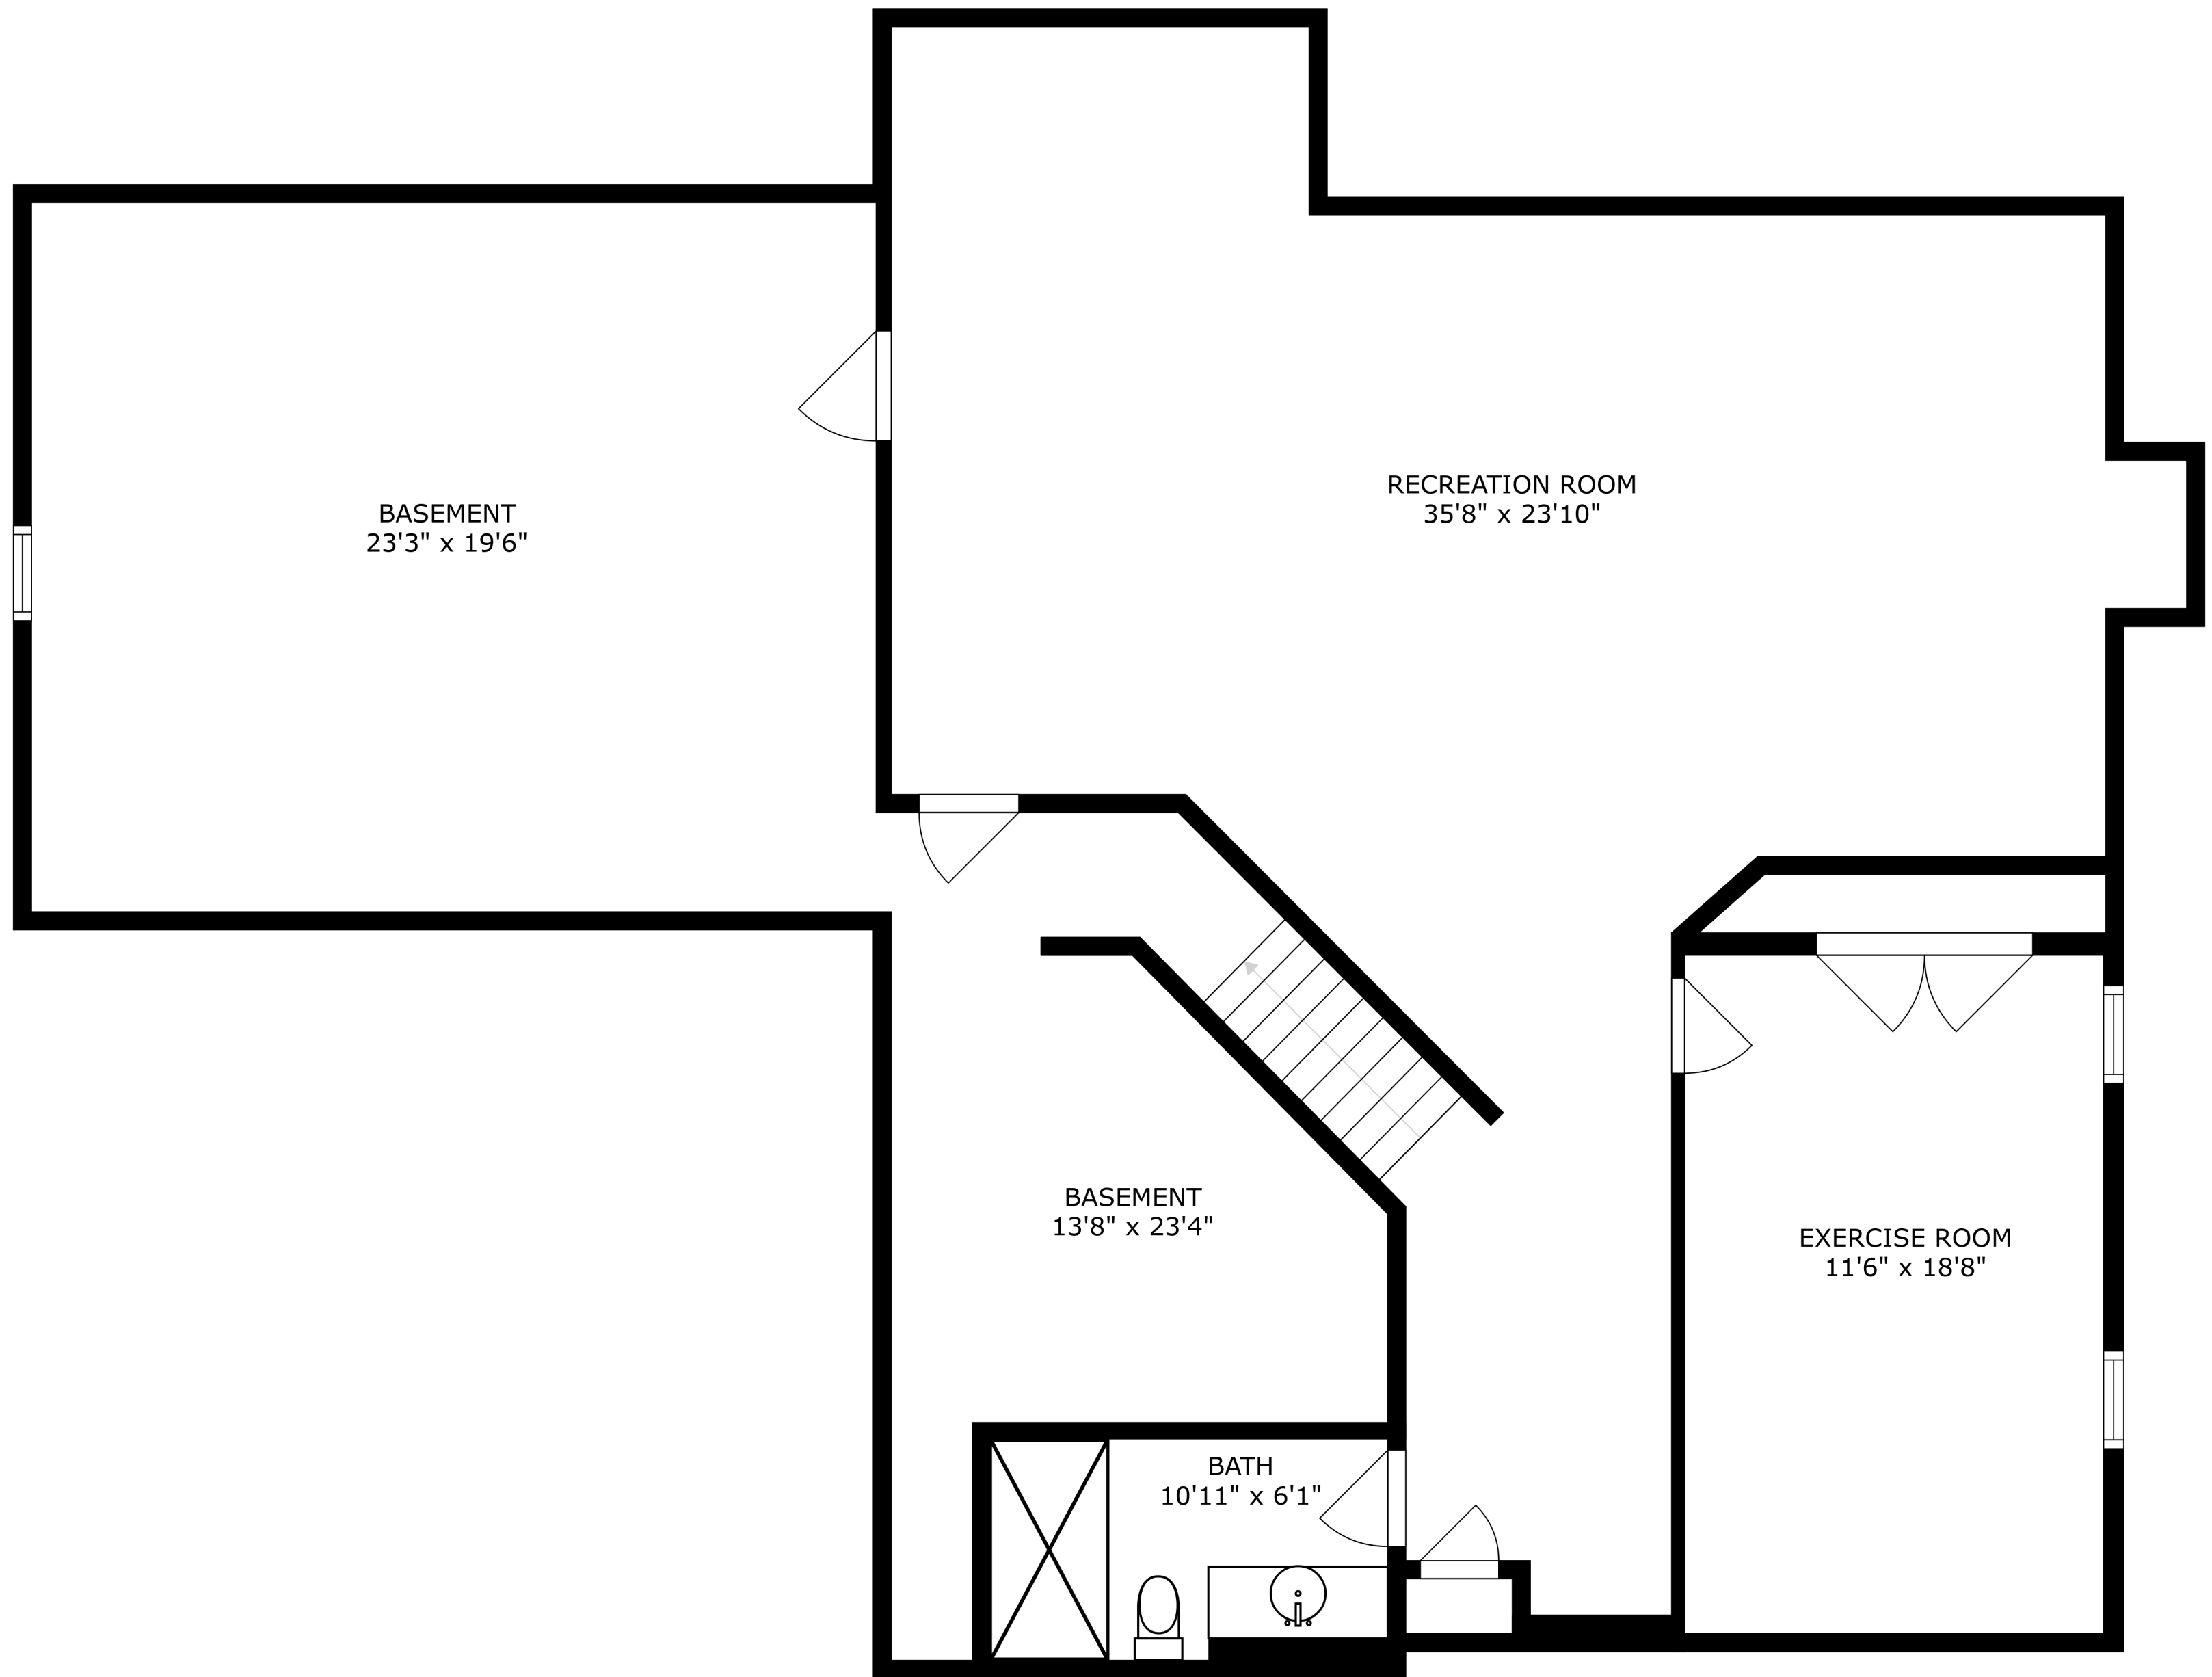 RECREATION ROOM
35'8" x 23'10"
BASEMENT
23'3" x 19'6"
BASEMENT
13'8" x 23'4"
EXERCISE ROOM
11'6" x 18'8"
BATH
10'11" x 6'1"